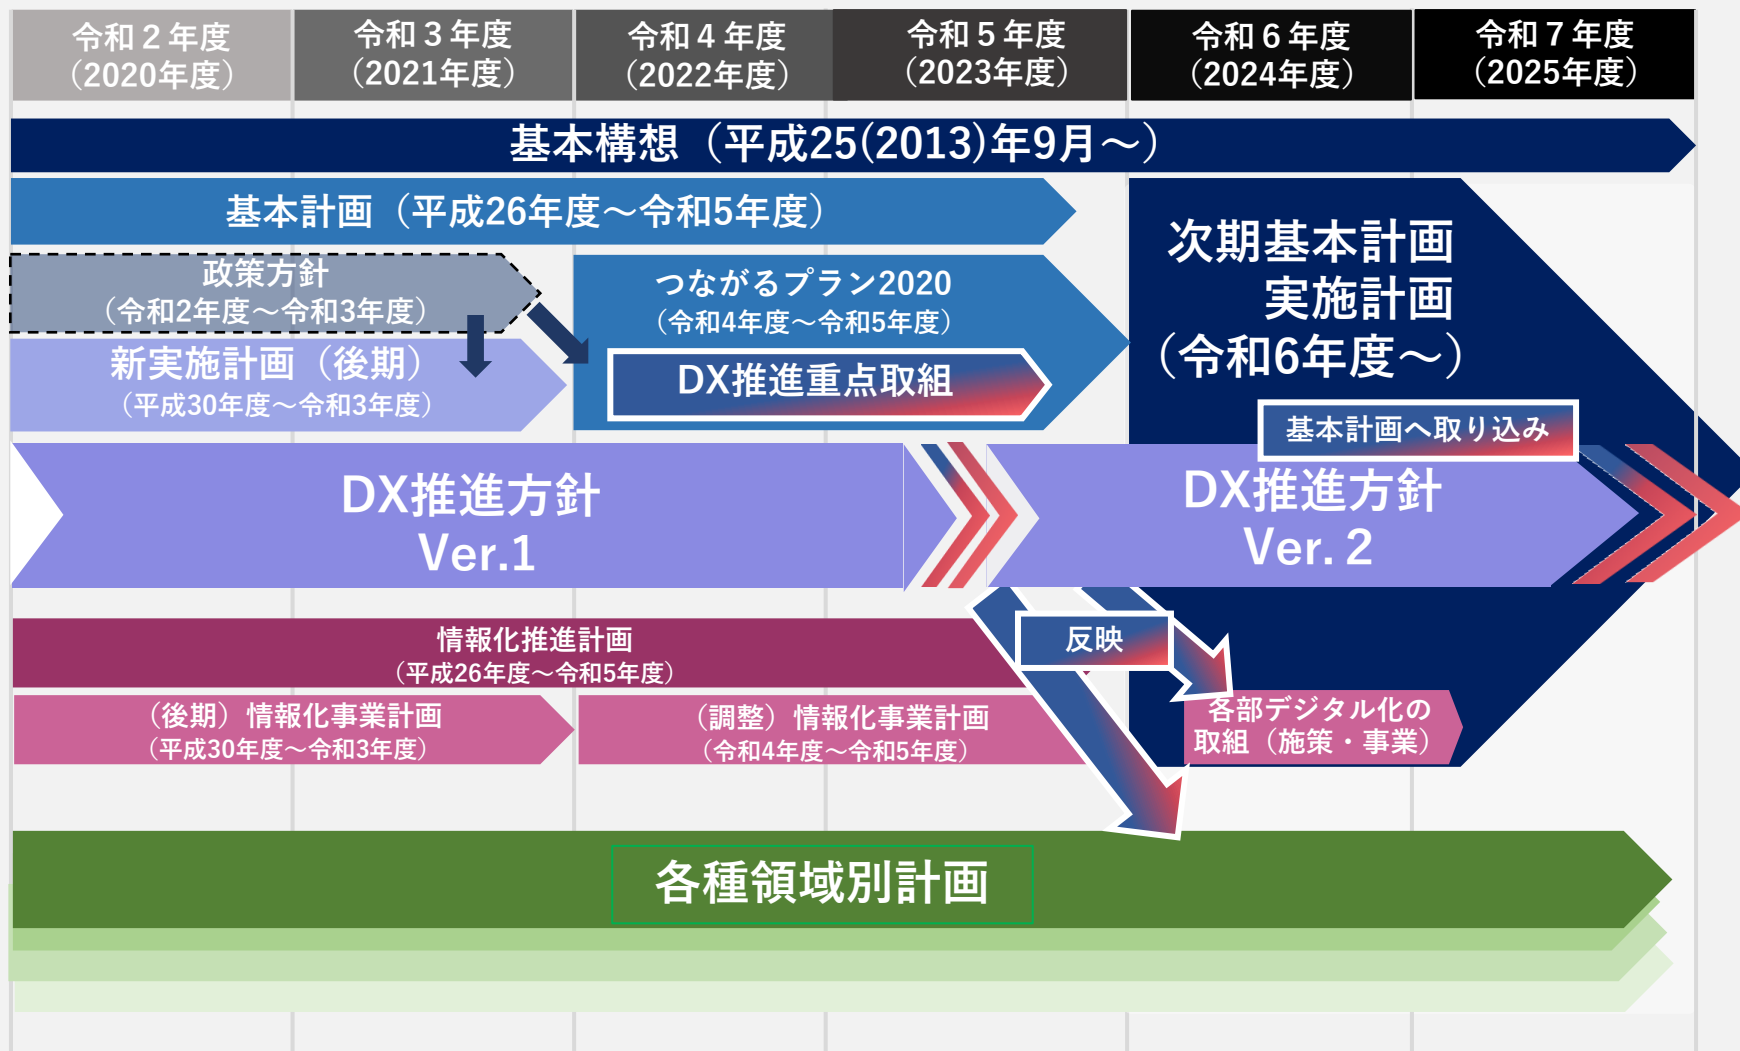 令和２年度
（2020年度）
令和３年度
（2021年度）
令和４年度
（2022年度）
令和５年度
（2023年度）
令和６年度
（2024年度）
令和７年度
（2025年度）
基本構想（平成25(2013)年9月～）
基本計画（平成26年度～令和5年度）
次期基本計画
実施計画
（令和6年度～）
政策方針
（令和2年度～令和3年度）
つながるプラン2020
（令和4年度～令和5年度）
新実施計画（後期）
（平成30年度～令和3年度）
DX推進重点取組
基本計画へ取り込み
DX推進方針
Ver.1
DX推進方針
Ver.２
情報化推進計画
（平成26年度～令和5年度）
反映
（後期）情報化事業計画
（平成30年度～令和3年度）
（調整）情報化事業計画
（令和4年度～令和5年度）
各部デジタル化の
取組（施策・事業）
各種領域別計画